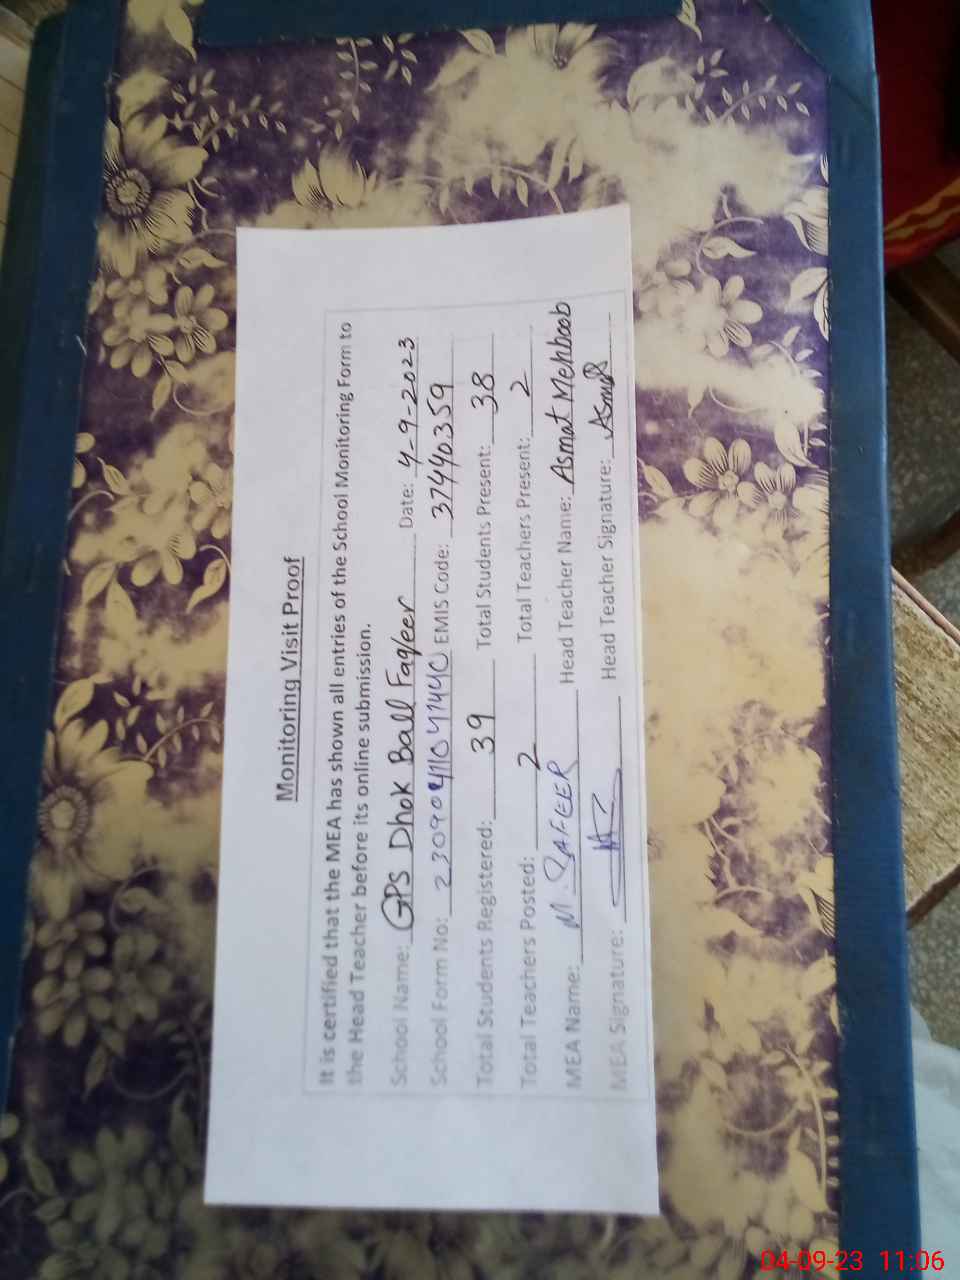 Monitoring Visit Proof
It is certified that the MEA has shown all entries of the School Monitoring Form to
the Head Teacher before its online submission.
School Name: GPS Dhok Ball Faqeer Date: 4-9-2023
School Form No: EMIS Code: 37440359
Total Students Registered: 39 Total Students Present: 38
Total Teachers Posted: 2 Total Teachers Present: 2
MEA Name: M. SAFEER Head Teacher Name: Asmat Mehboob
MEA Signature: Head Teacher Signature: Asmat
04-09-23 11:06